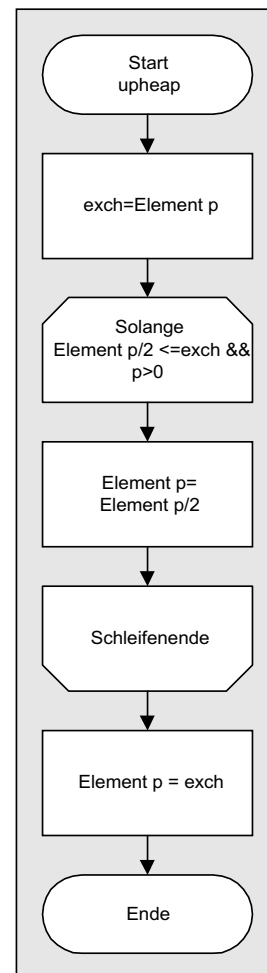 Start
upheap
exch=Element p
Solange
Element p/2 <=exch &&
p>0
Element p=
Element p/2
Schleifenende
Element p = exch
Ende